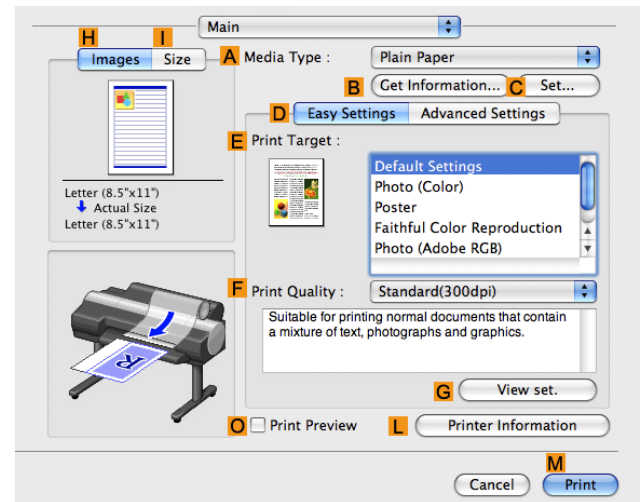 Main
H
I
Images
Size
A
Media Type :
Plain Paper
B
Get Information...
C
Set...
D
Easy Settings
Advanced Settings
E
Print Target :
Default Settings
Photo (Color)
Poster
Faithful Color Reproduction
Photo (Adobe RGB)
Letter (8.5"x11")
Actual Size
Letter (8.5"x11")
F
Print Quality :
Standard(300dpi)
Suitable for printing normal documents that contain
a mixture of text, photographs and graphics.
R
G
View set.
O
Print Preview
L
Printer Information
M
Cancel
Print